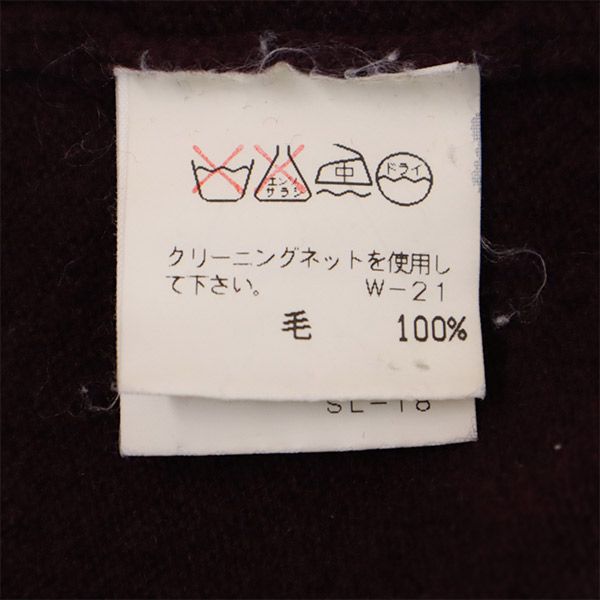 エンソサラシ 中 ドライ
クリーニングネットを使用し
て下さい。 W-21
毛 100%
SL-18